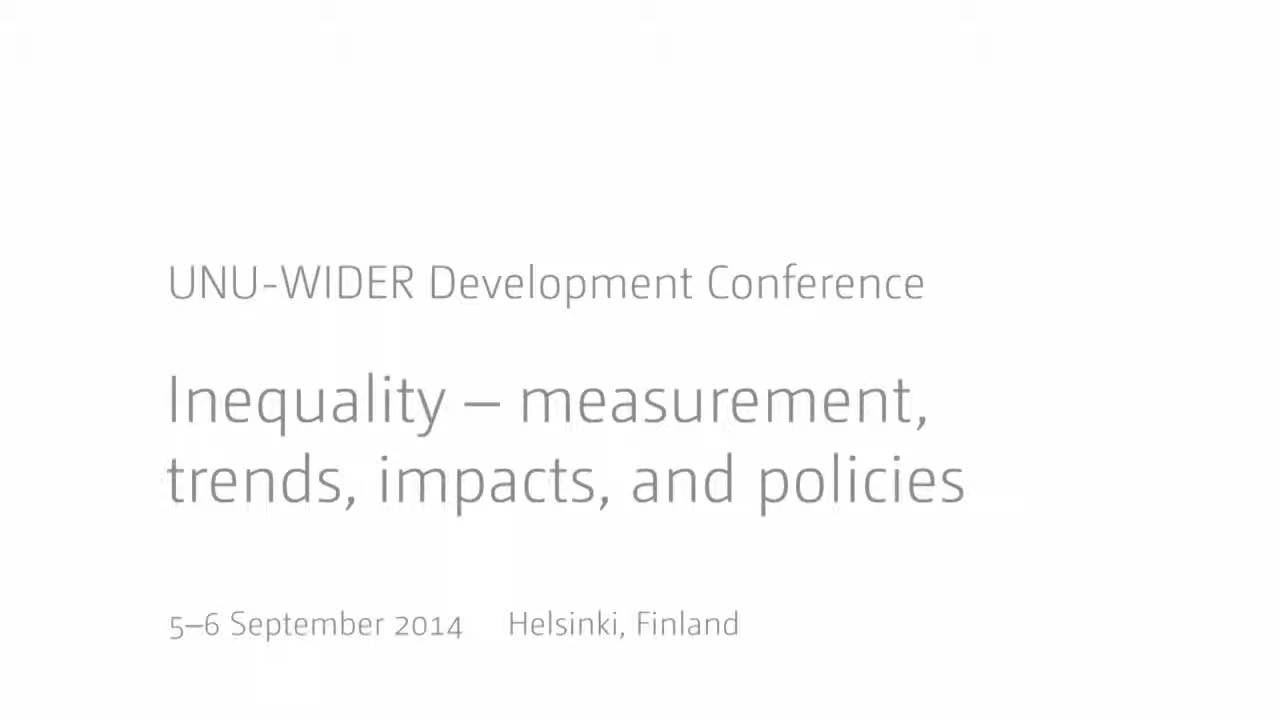 UNU-WIDER Development Conference
Inequality – measurement,
trends, impacts, and policies
5–6 September 2014 Helsinki, Finland